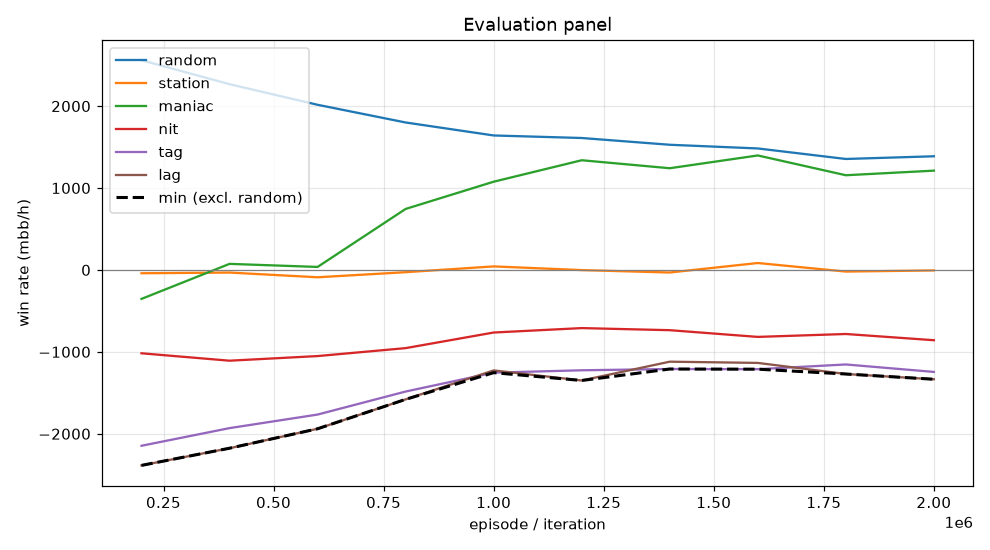 Evaluation panel
random
station
maniac
nit
tag
lag
min (excl. random)
win rate (mbb/h)
2000
1000
0
−1000
−2000
0.25
0.50
0.75
1.00
1.25
1.50
1.75
2.00
1e6
episode / iteration